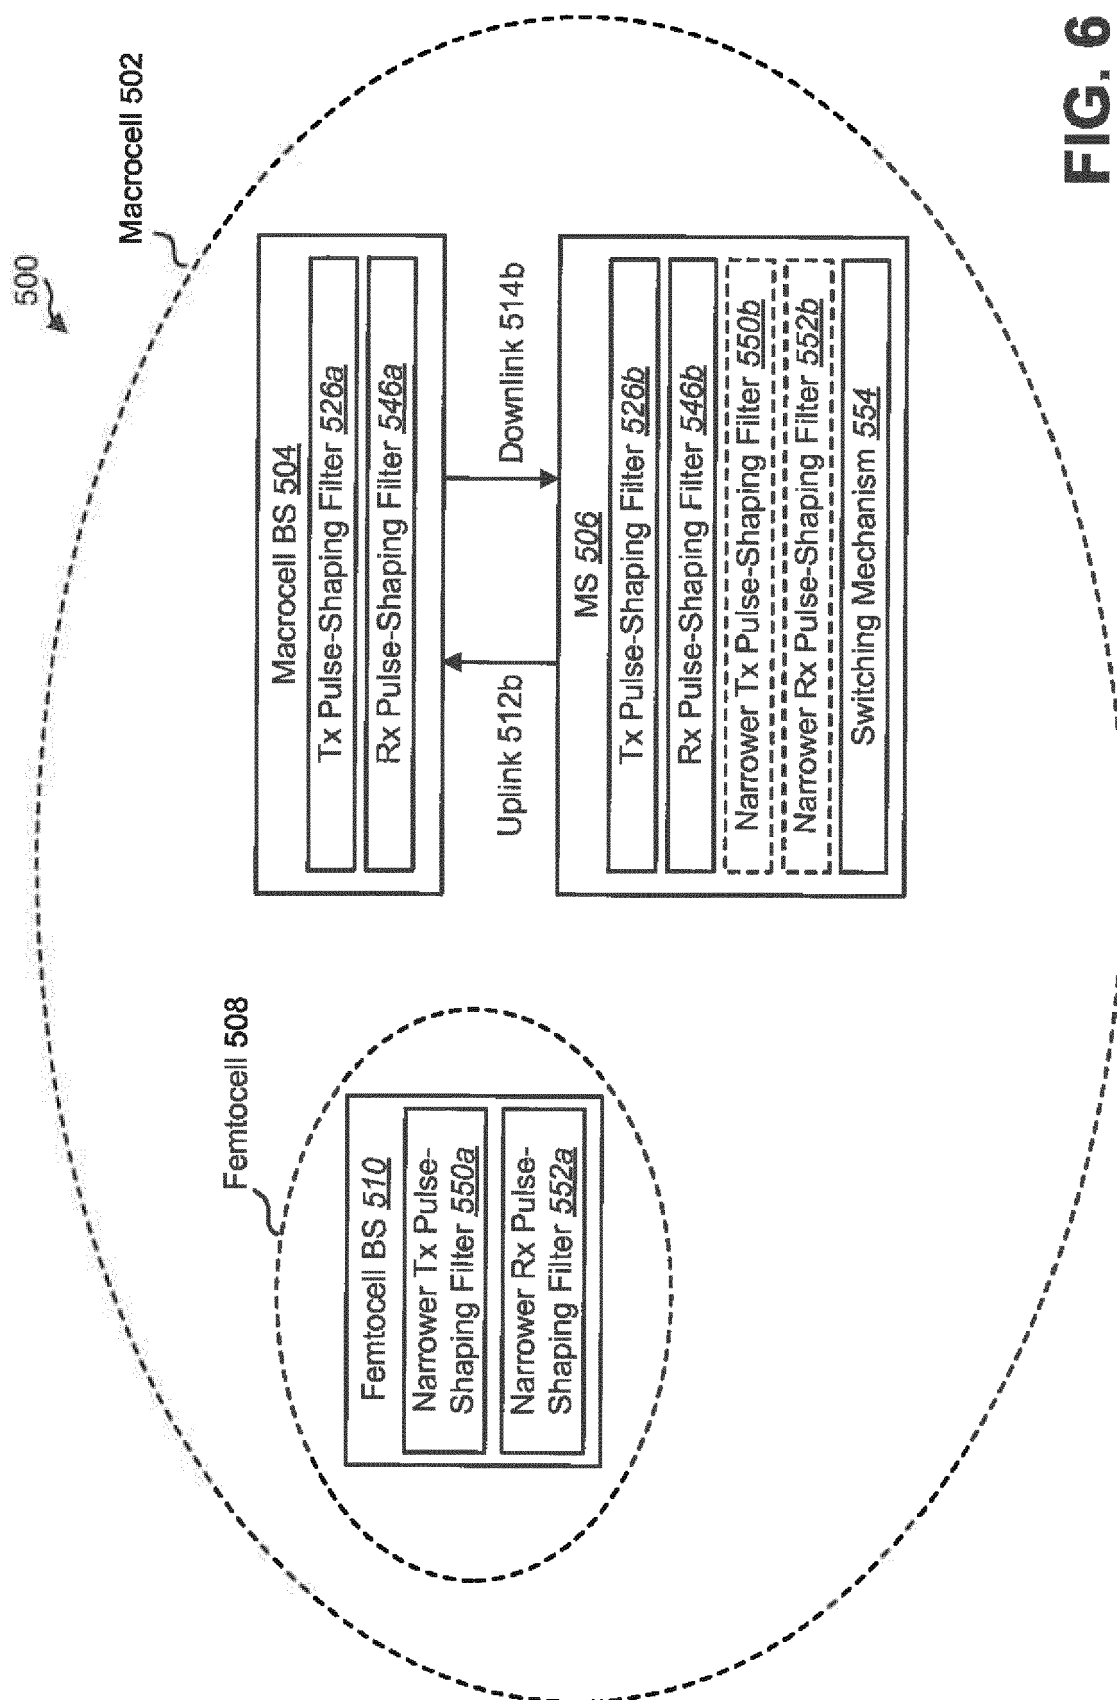 500
Macrocell 502
Femtocell 508
Femtocell BS 510
Narrower Tx Pulse-
Shaping Filter 550a
Narrower Rx Pulse-
Shaping Filter 552a
Macrocell BS 504
Tx Pulse-Shaping Filter 526a
Rx Pulse-Shaping Filter 546a
Uplink 512b
Downlink 514b
MS 506
Tx Pulse-Shaping Filter 526b
Rx Pulse-Shaping Filter 546b
Narrower Tx Pulse-Shaping Filter 550b
Narrower Rx Pulse-Shaping Filter 552b
Switching Mechanism 554
FIG. 6